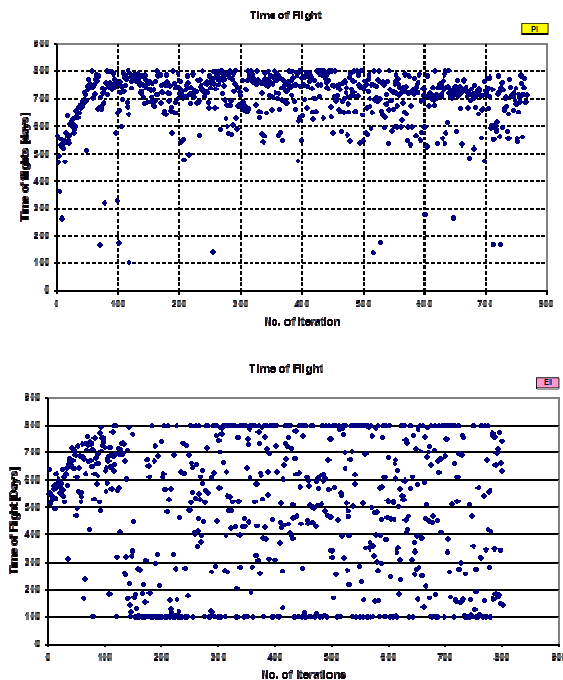 Time of Flight
PI
900
800
700
600
500
400
300
200
100
0
0 100 200 300 400 500 600 700 800
Time of flights [days]
No. of Iteration
Time of Flight
EI
900
800
700
600
500
400
300
200
100
0
0 100 200 300 400 500 600 700 800 900
Time of Flight [Days]
No. of Iterations